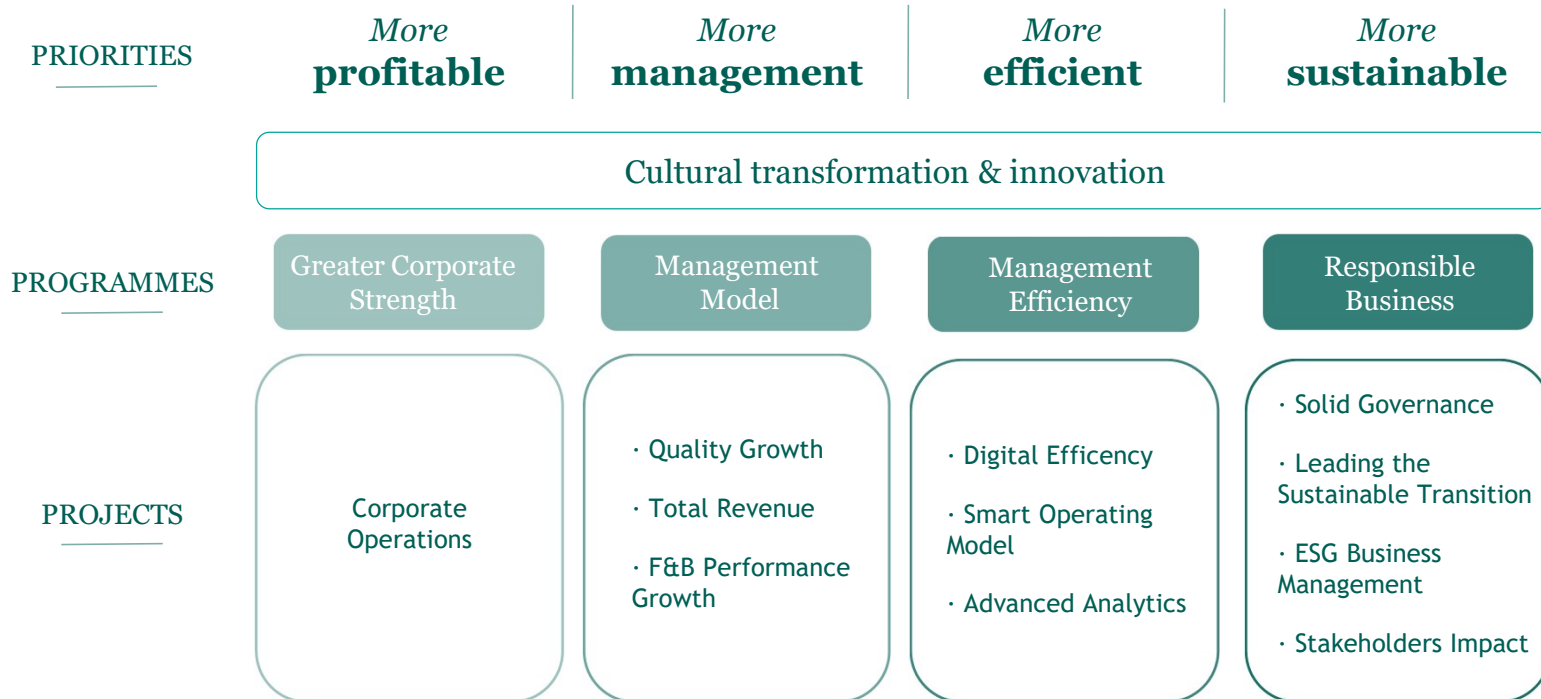 PRIORITIES
More
profitable
More
management
More
efficient
More
sustainable
Cultural transformation & innovation
PROGRAMMES
Greater Corporate
Strength
Management
Model
Management
Efficiency
Responsible
Business
PROJECTS
Corporate
Operations
· Quality Growth
· Total Revenue
· F&B Performance
Growth
· Digital Efficency
· Smart Operating
Model
· Advanced Analytics
· Solid Governance
· Leading the
Sustainable Transition
· ESG Business
Management
· Stakeholders Impact